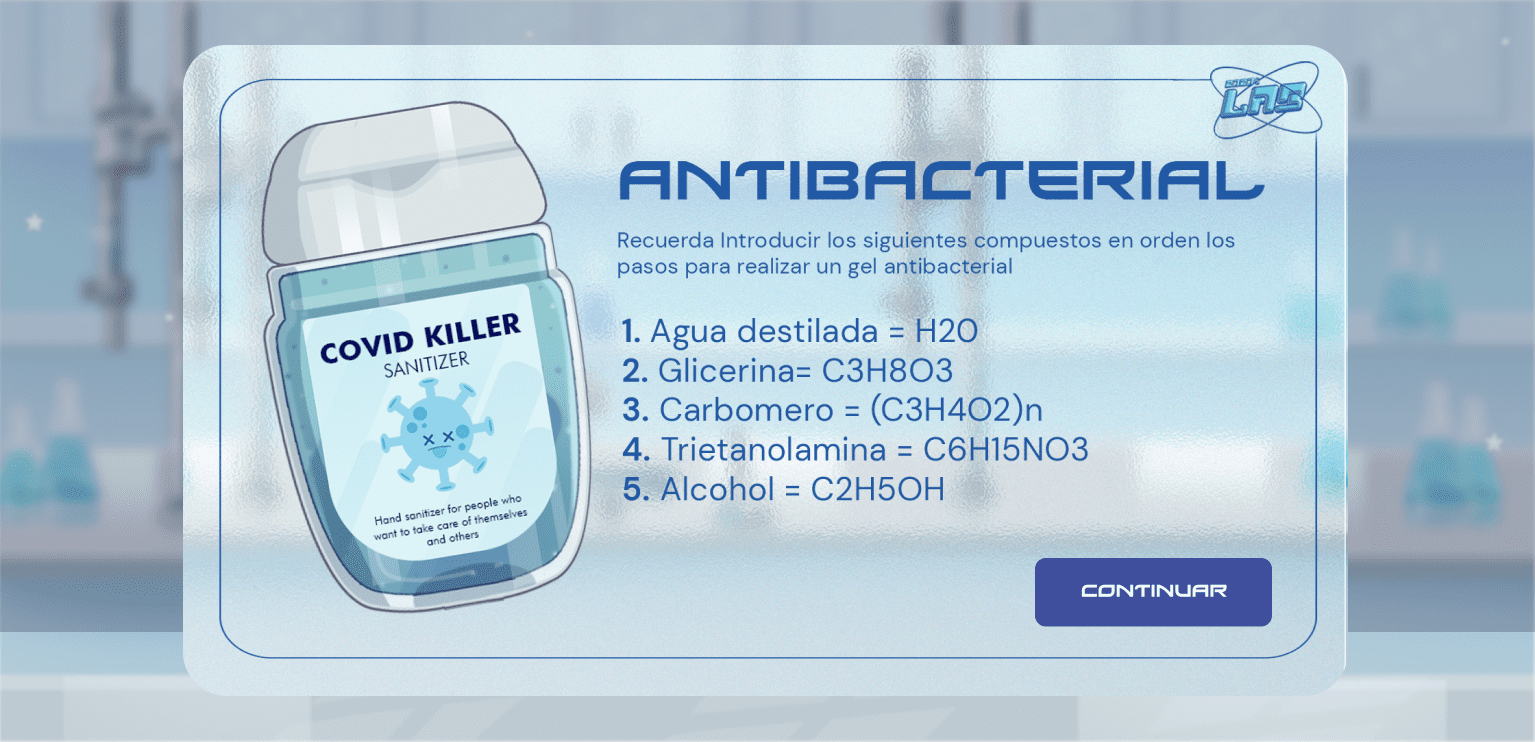 LAB
ANTIBACTERIAL
Recuerda Introducir los siguientes compuestos en orden los
pasos para realizar un gel antibacterial
1. Agua destilada = H2O
2. Glicerina= C3H8O3
3. Carbomero = (C3H4O2)n
4. Trietanolamina = C6H15NO3
5. Alcohol = C2H5OH
COVID KILLER
SANITIZER
Hand sanitizer for people who
want to take care of themselves
and others
CONTINUAR